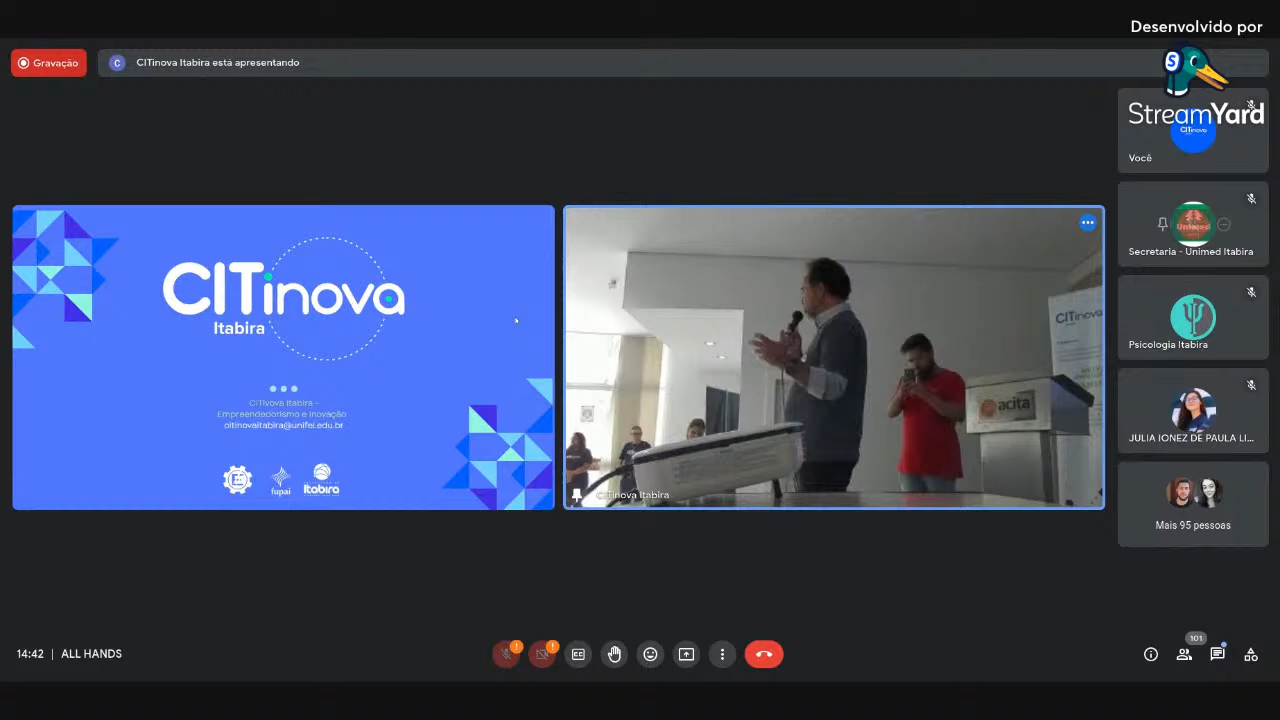 Desenvolvido por
StreamYard
Gravação
C
CITinova Itabira está apresentando
CITinova
Você
CITinova
Itabira
CITinova Itabira -
Empreendedorismo e Inovação
citinovaitabira@unifei.edu.br
fupai
Itabira
CITinova
acita
CITinova Itabira
Unimed
Secretaria - Unimed Itabira
Psicologia Itabira
JULIA IONEZ DE PAULA LI...
Mais 95 pessoas
14:42 | ALL HANDS
101